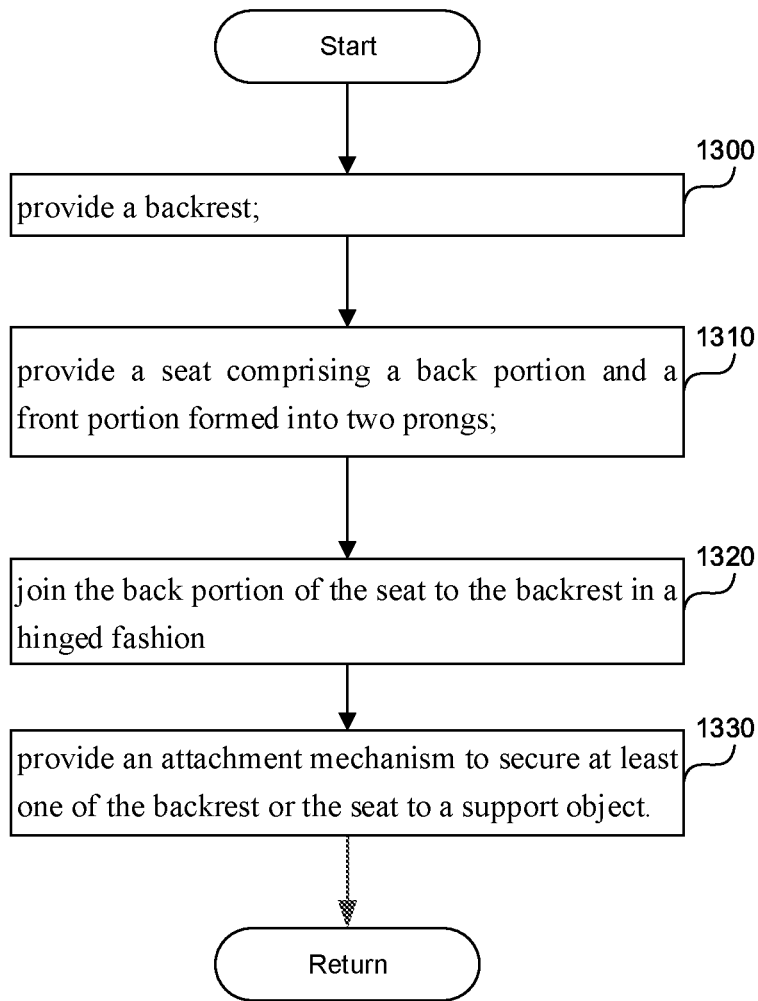 Start
1300
provide a backrest;
1310
provide a seat comprising a back portion and a
front portion formed into two prongs;
1320
join the back portion of the seat to the backrest in a
hinged fashion
1330
provide an attachment mechanism to secure at least
one of the backrest or the seat to a support object.
Return